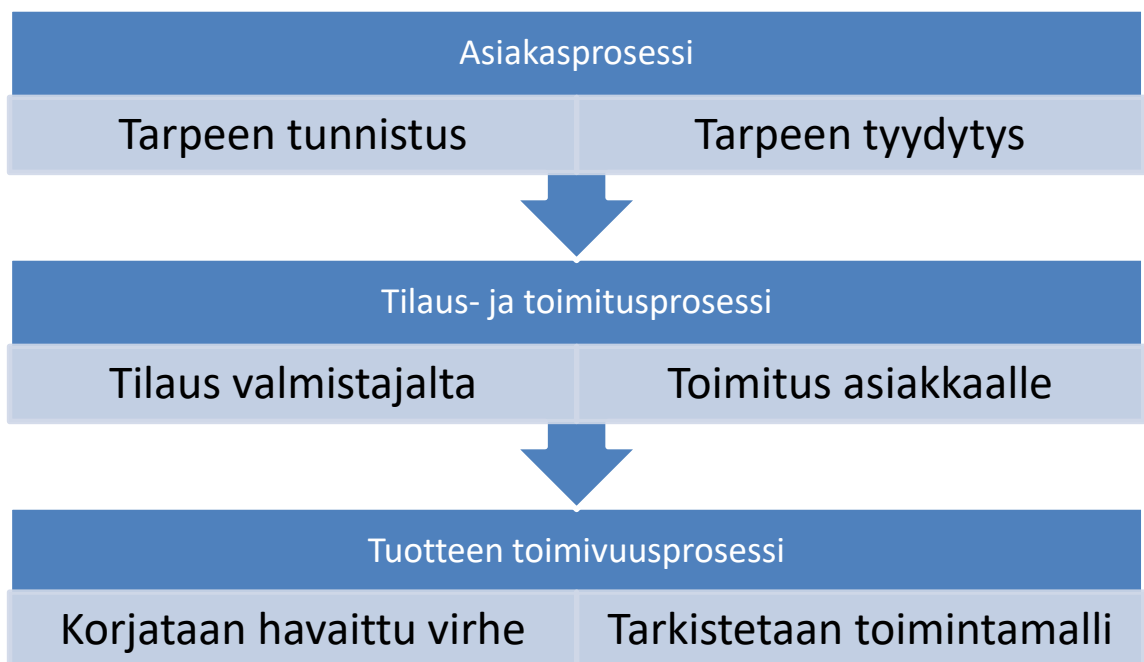 Asiakasprosessi
Tarpeen tunnistus
Tarpeen tyydytys
Tilaus- ja toimitusprosessi
Tilaus valmistajalta
Toimitus asiakkaalle
Tuotteen toimivuusprosessi
Korjataan havaittu virhe
Tarkistetaan toimintamalli